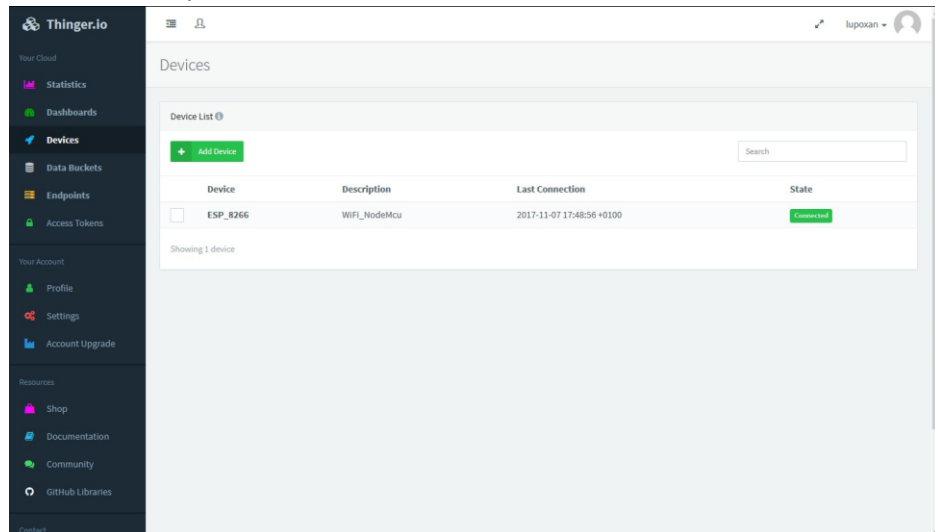 Thinger.io
lupoxan
Your Cloud
Statistics
Dashboards
Devices
Data Buckets
Endpoints
Access Tokens
Your Account
Profile
Settings
Account Upgrade
Resources
Shop
Documentation
Community
GitHub Libraries
Contact
Devices
Device List
+ Add Device
Search
Device Description Last Connection State
ESP_8266 WiFi_NodeMcu 2017-11-07 17:48:56 +0100 Connected
Showing 1 device